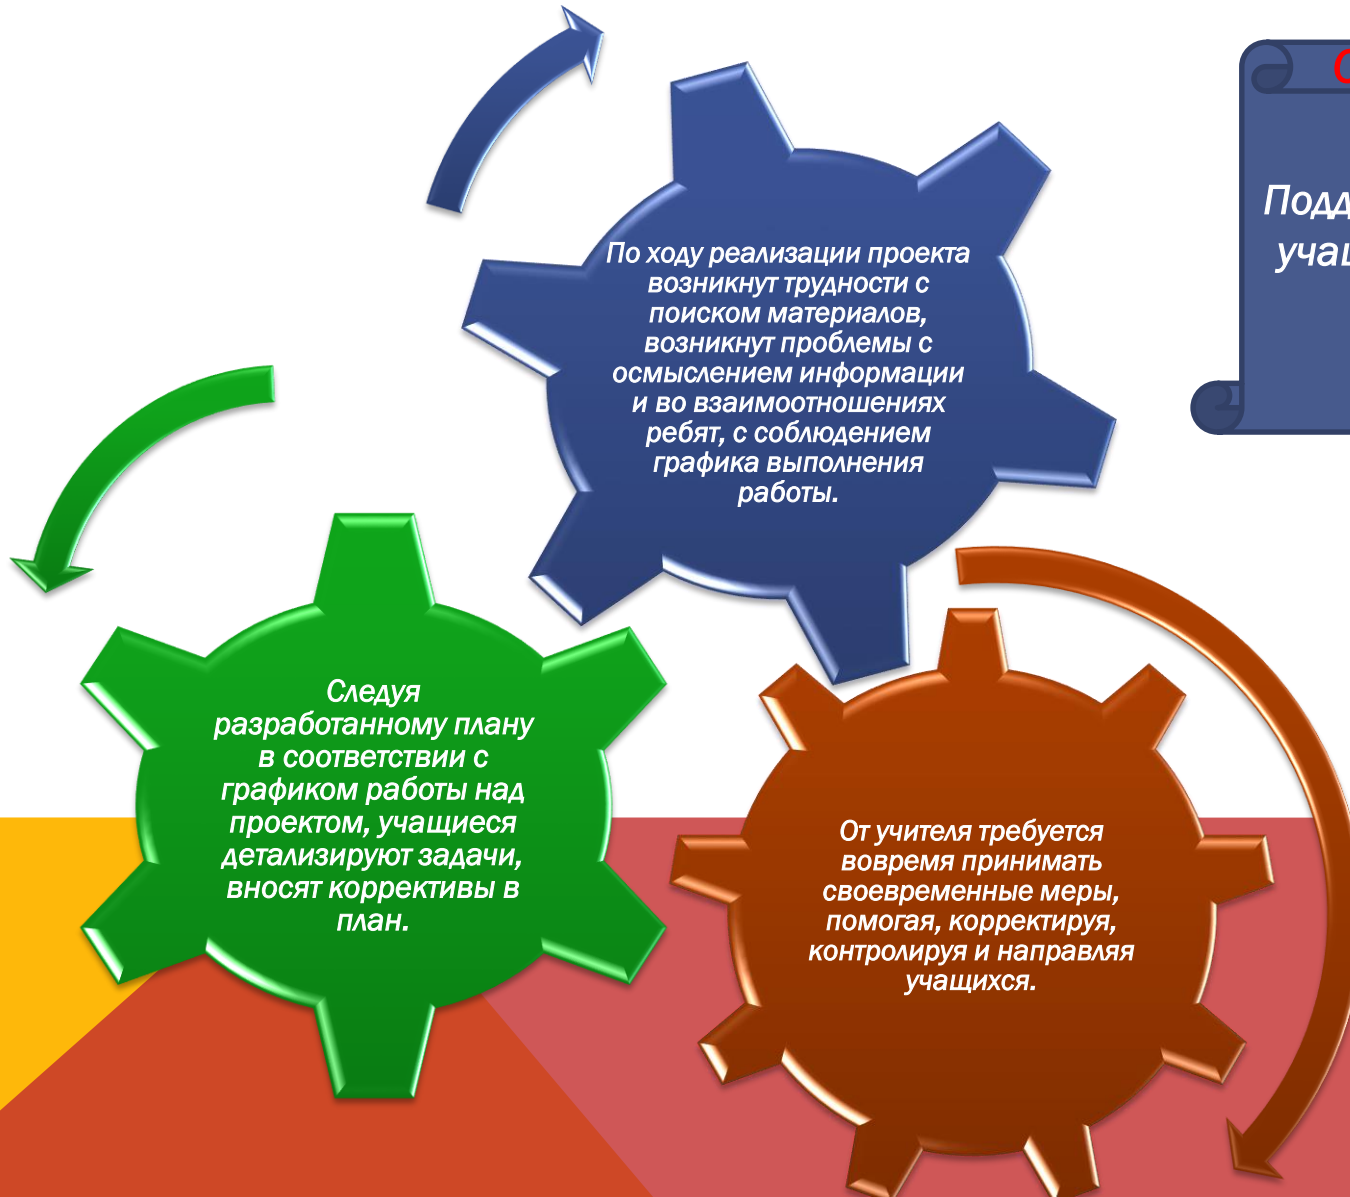 По ходу реализации проекта
возникнут трудности с
поиском материалов,
возникнут проблемы с
осмыслением информации
и во взаимоотношениях
ребят, с соблюдением
графика выполнения
работы.
Следуя
разработанному плану
в соответствии с
графиком работы над
проектом, учащиеся
детализируют задачи,
вносят коррективы в
план.
От учителя требуется
вовремя принимать
своевременные меры,
помогая, корректируя,
контролируя и направляя
учащихся.